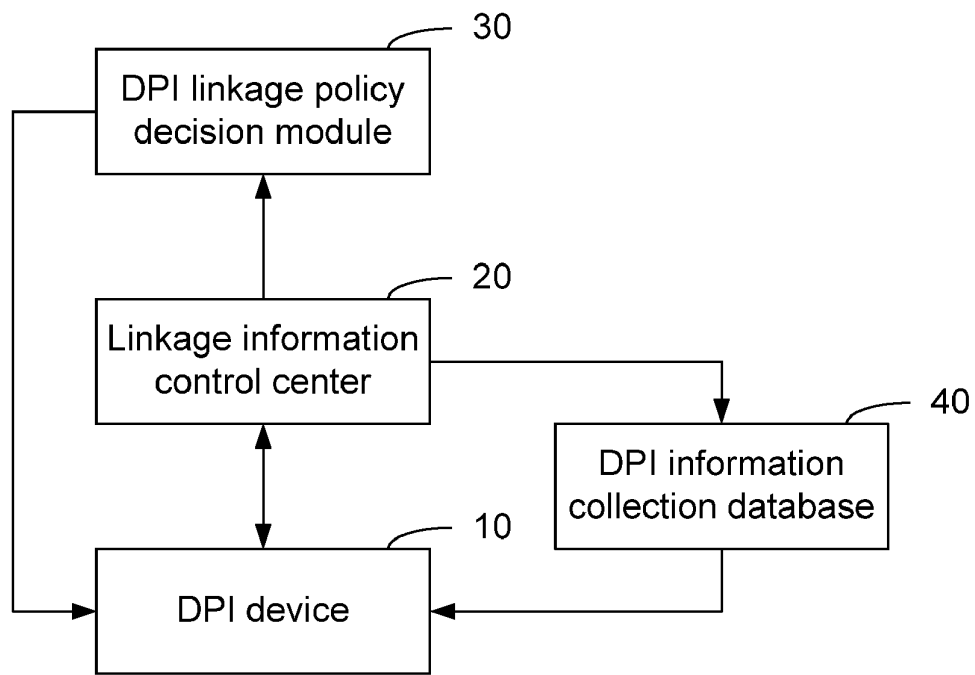 30
DPI linkage policy
decision module
20
Linkage information
control center
40
DPI information
collection database
10
DPI device